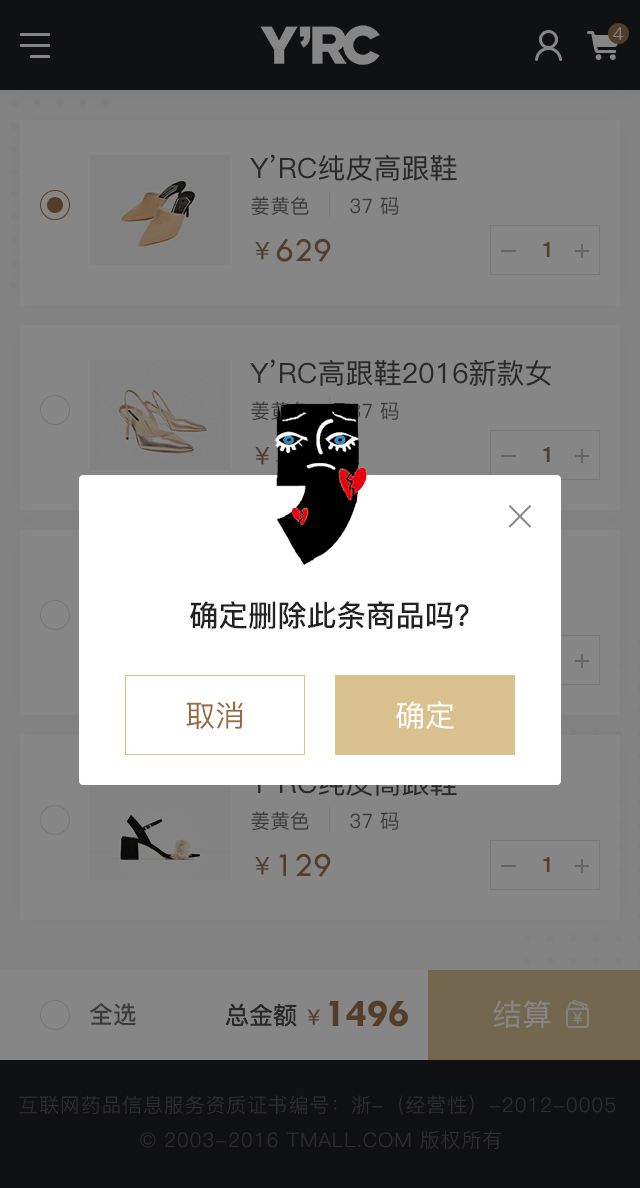 Y'RC
4
Y’RC纯皮高跟鞋
姜黄色 37 码
￥629
1
Y’RC高跟鞋2016新款女
37 码
￥
1
确定删除此条商品吗?
取消 确定
Y’RC纯皮高跟鞋
姜黄色 37 码
￥129
1
全选 总金额 ￥1496 结算
互联网药品信息服务资质证书编号：浙-（经营性）-2012-0005
© 2003-2016 TMALL.COM 版权所有